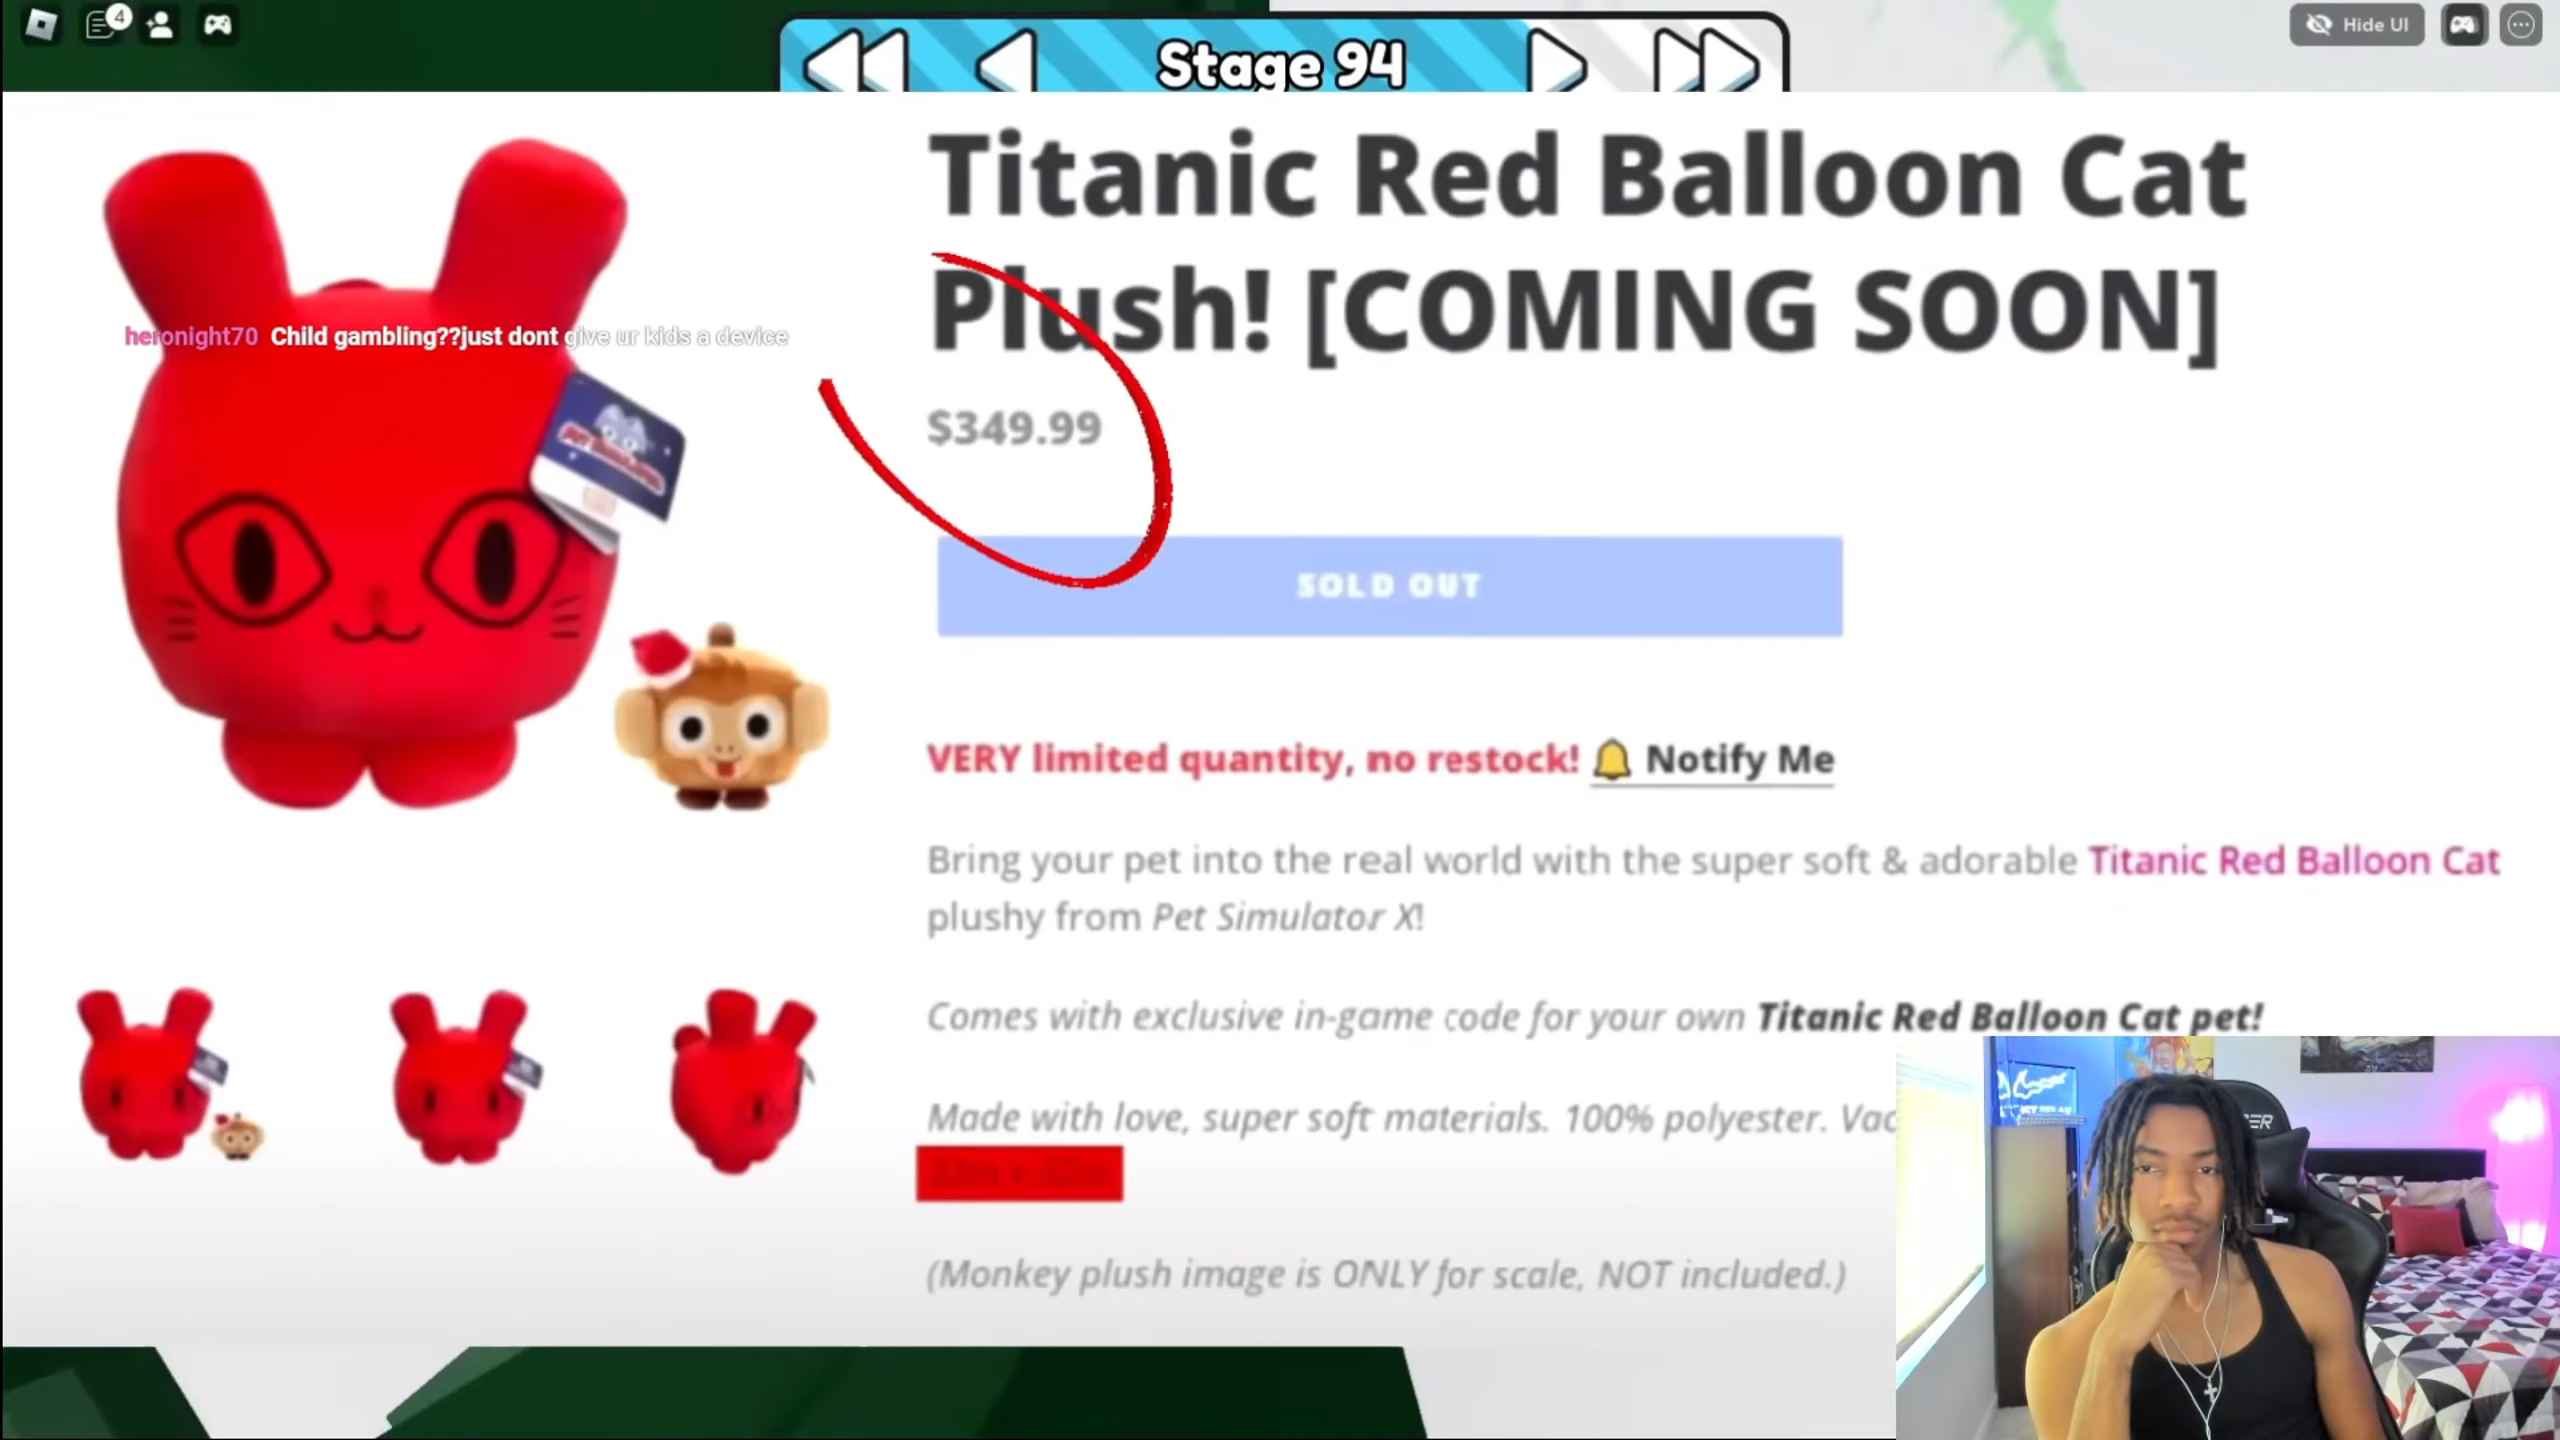 4
Hide UI
Stage 94
Titanic Red Balloon Cat
Plush! [COMING SOON]
heronight70 Child gambling??just dont give ur kids a device
$349.99
SOLD OUT
VERY limited quantity, no restock! 🔔 Notify Me
Bring your pet into the real world with the super soft & adorable Titanic Red Balloon Cat
plushy from Pet Simulator X!
Comes with exclusive in-game code for your own Titanic Red Balloon Cat pet!
Made with love, super soft materials. 100% polyester. Vac
(Monkey plush image is ONLY for scale, NOT included.)